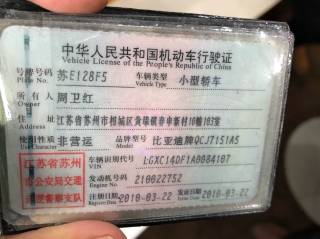 中华人民共和国机动车行驶证
Vehicle License of the People's Republic of China
号牌号码 苏E128F5 车辆类型 小型轿车
Plate No. Vehicle Type
所有人 周卫红
Owner
住址 江苏省苏州市相城区黄埭镇春申新村10幢103室
Address
使用性质 非营运 品牌型号 比亚迪牌QCJ7151A5
Use Character Model
江苏省苏州 车辆识别代号 LGXC14DF1A0084107
VIN
市公安局交通 发动机号码 210022752
Engine No.
巡逻警察支队 注册日期 2010-03-22 发证日期 2010-03-22